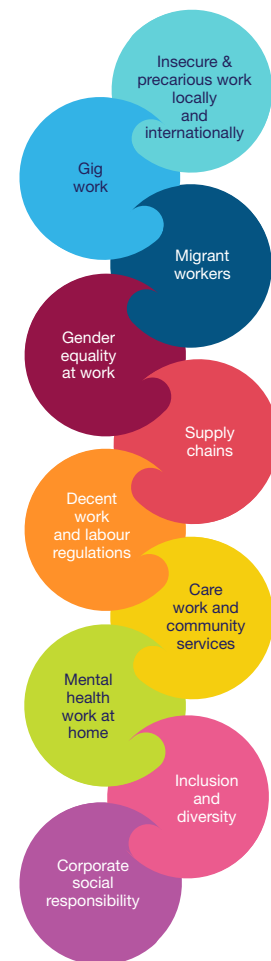 Insecure &
precarious work
locally
and
internationally
Gig
work
Migrant
workers
Gender
equality
at work
Supply
chains
Decent
work
and labour
regulations
Care
work and
community
services
Mental
health
work at
home
Inclusion
and
diversity
Corporate
social
responsibility